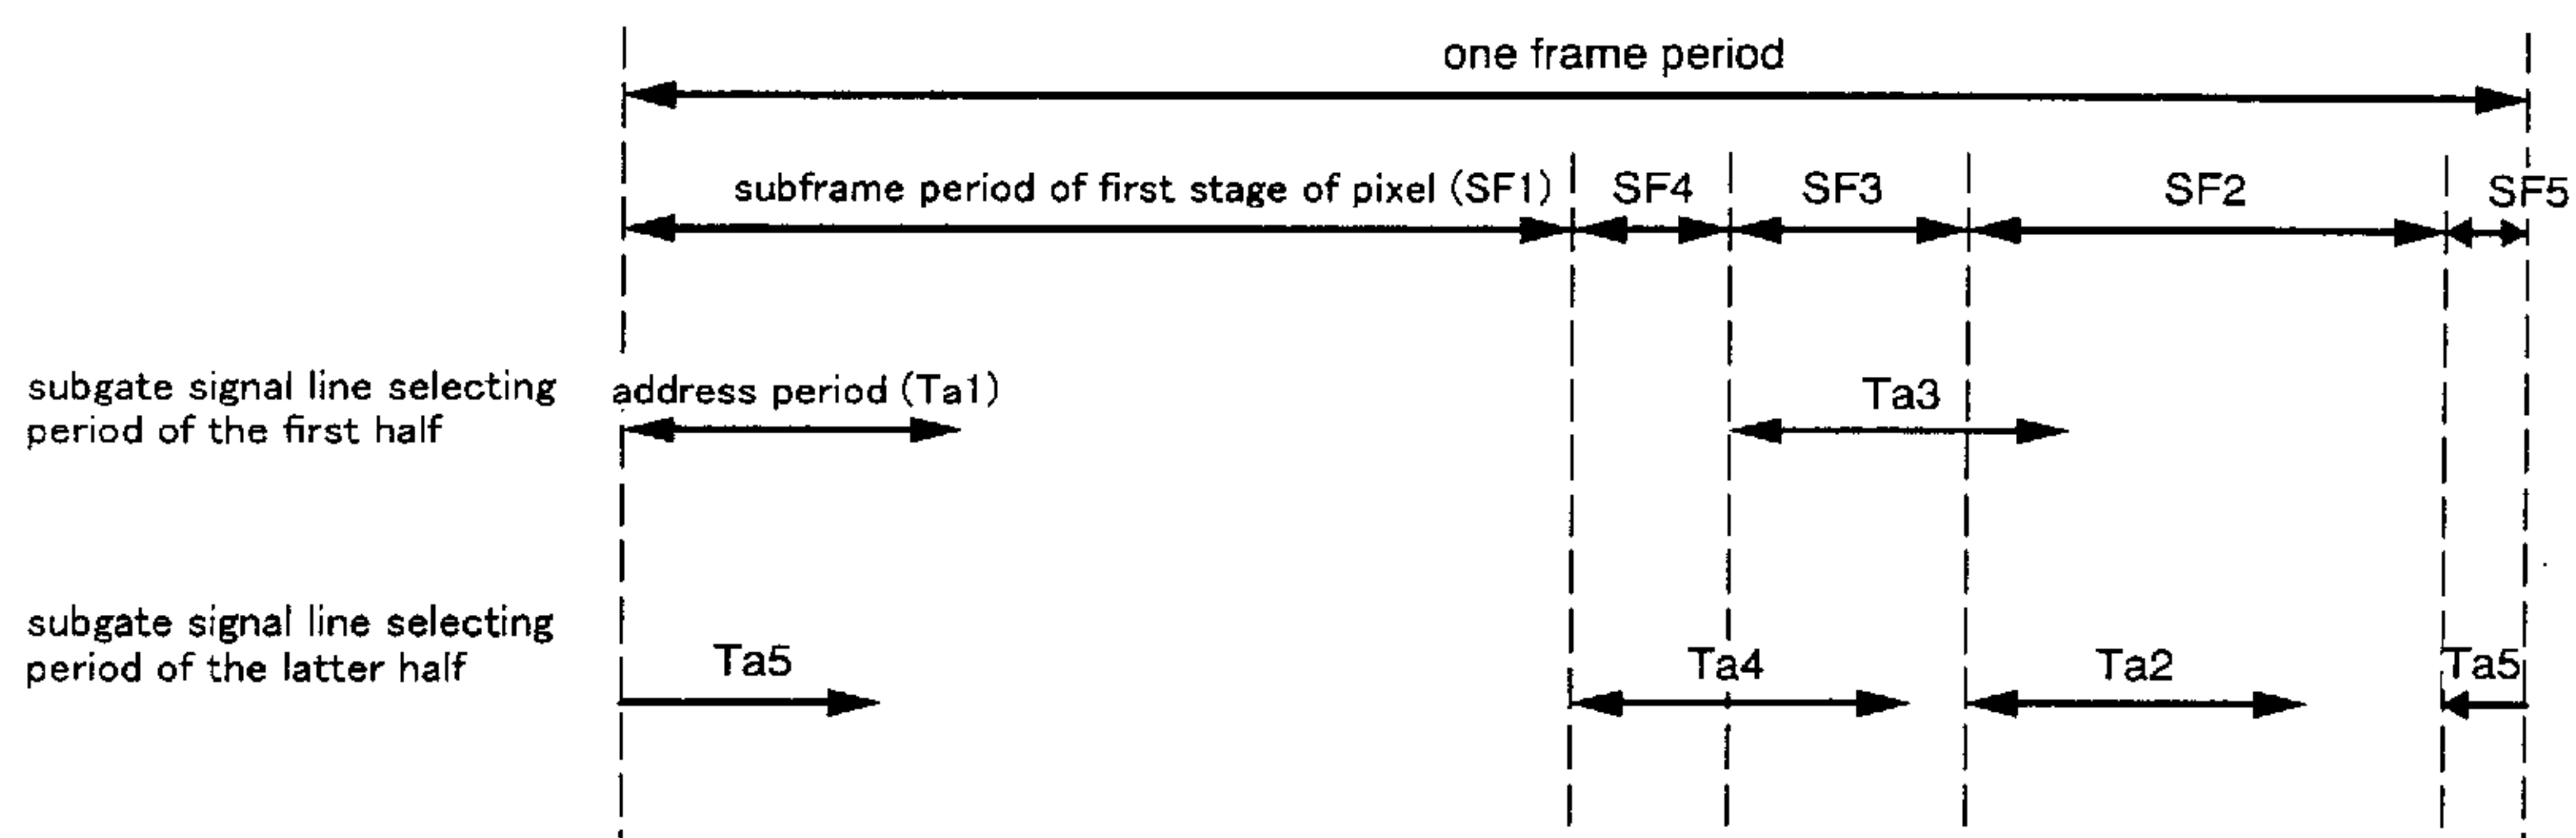 one frame period
subframe period of first stage of pixel (SF1) SF4 SF3 SF2 SF5
subgate signal line selecting
period of the first half
address period (Ta1) Ta3
subgate signal line selecting
period of the latter half
Ta5 Ta4 Ta2 Ta5